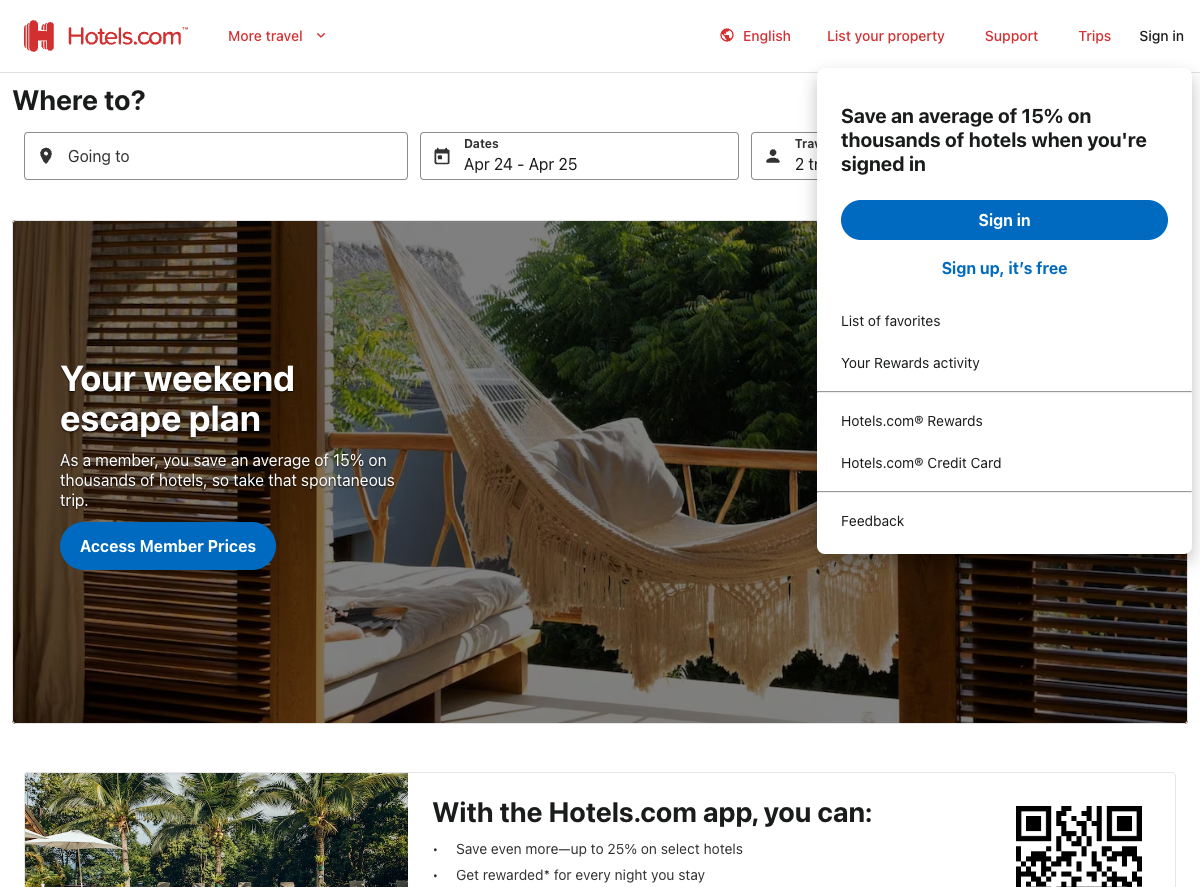 Hotels.com™
More travel
English
List your property
Support
Trips
Sign in
Where to?
Going to
Dates
Apr 24 - Apr 25
Save an average of 15% on
thousands of hotels when you're
signed in
Sign in
Sign up, it’s free
List of favorites
Your Rewards activity
Hotels.com® Rewards
Hotels.com® Credit Card
Feedback
Your weekend
escape plan
As a member, you save an average of 15% on
thousands of hotels, so take that spontaneous
trip.
Access Member Prices
With the Hotels.com app, you can:
• Save even more—up to 25% on select hotels
• Get rewarded* for every night you stay